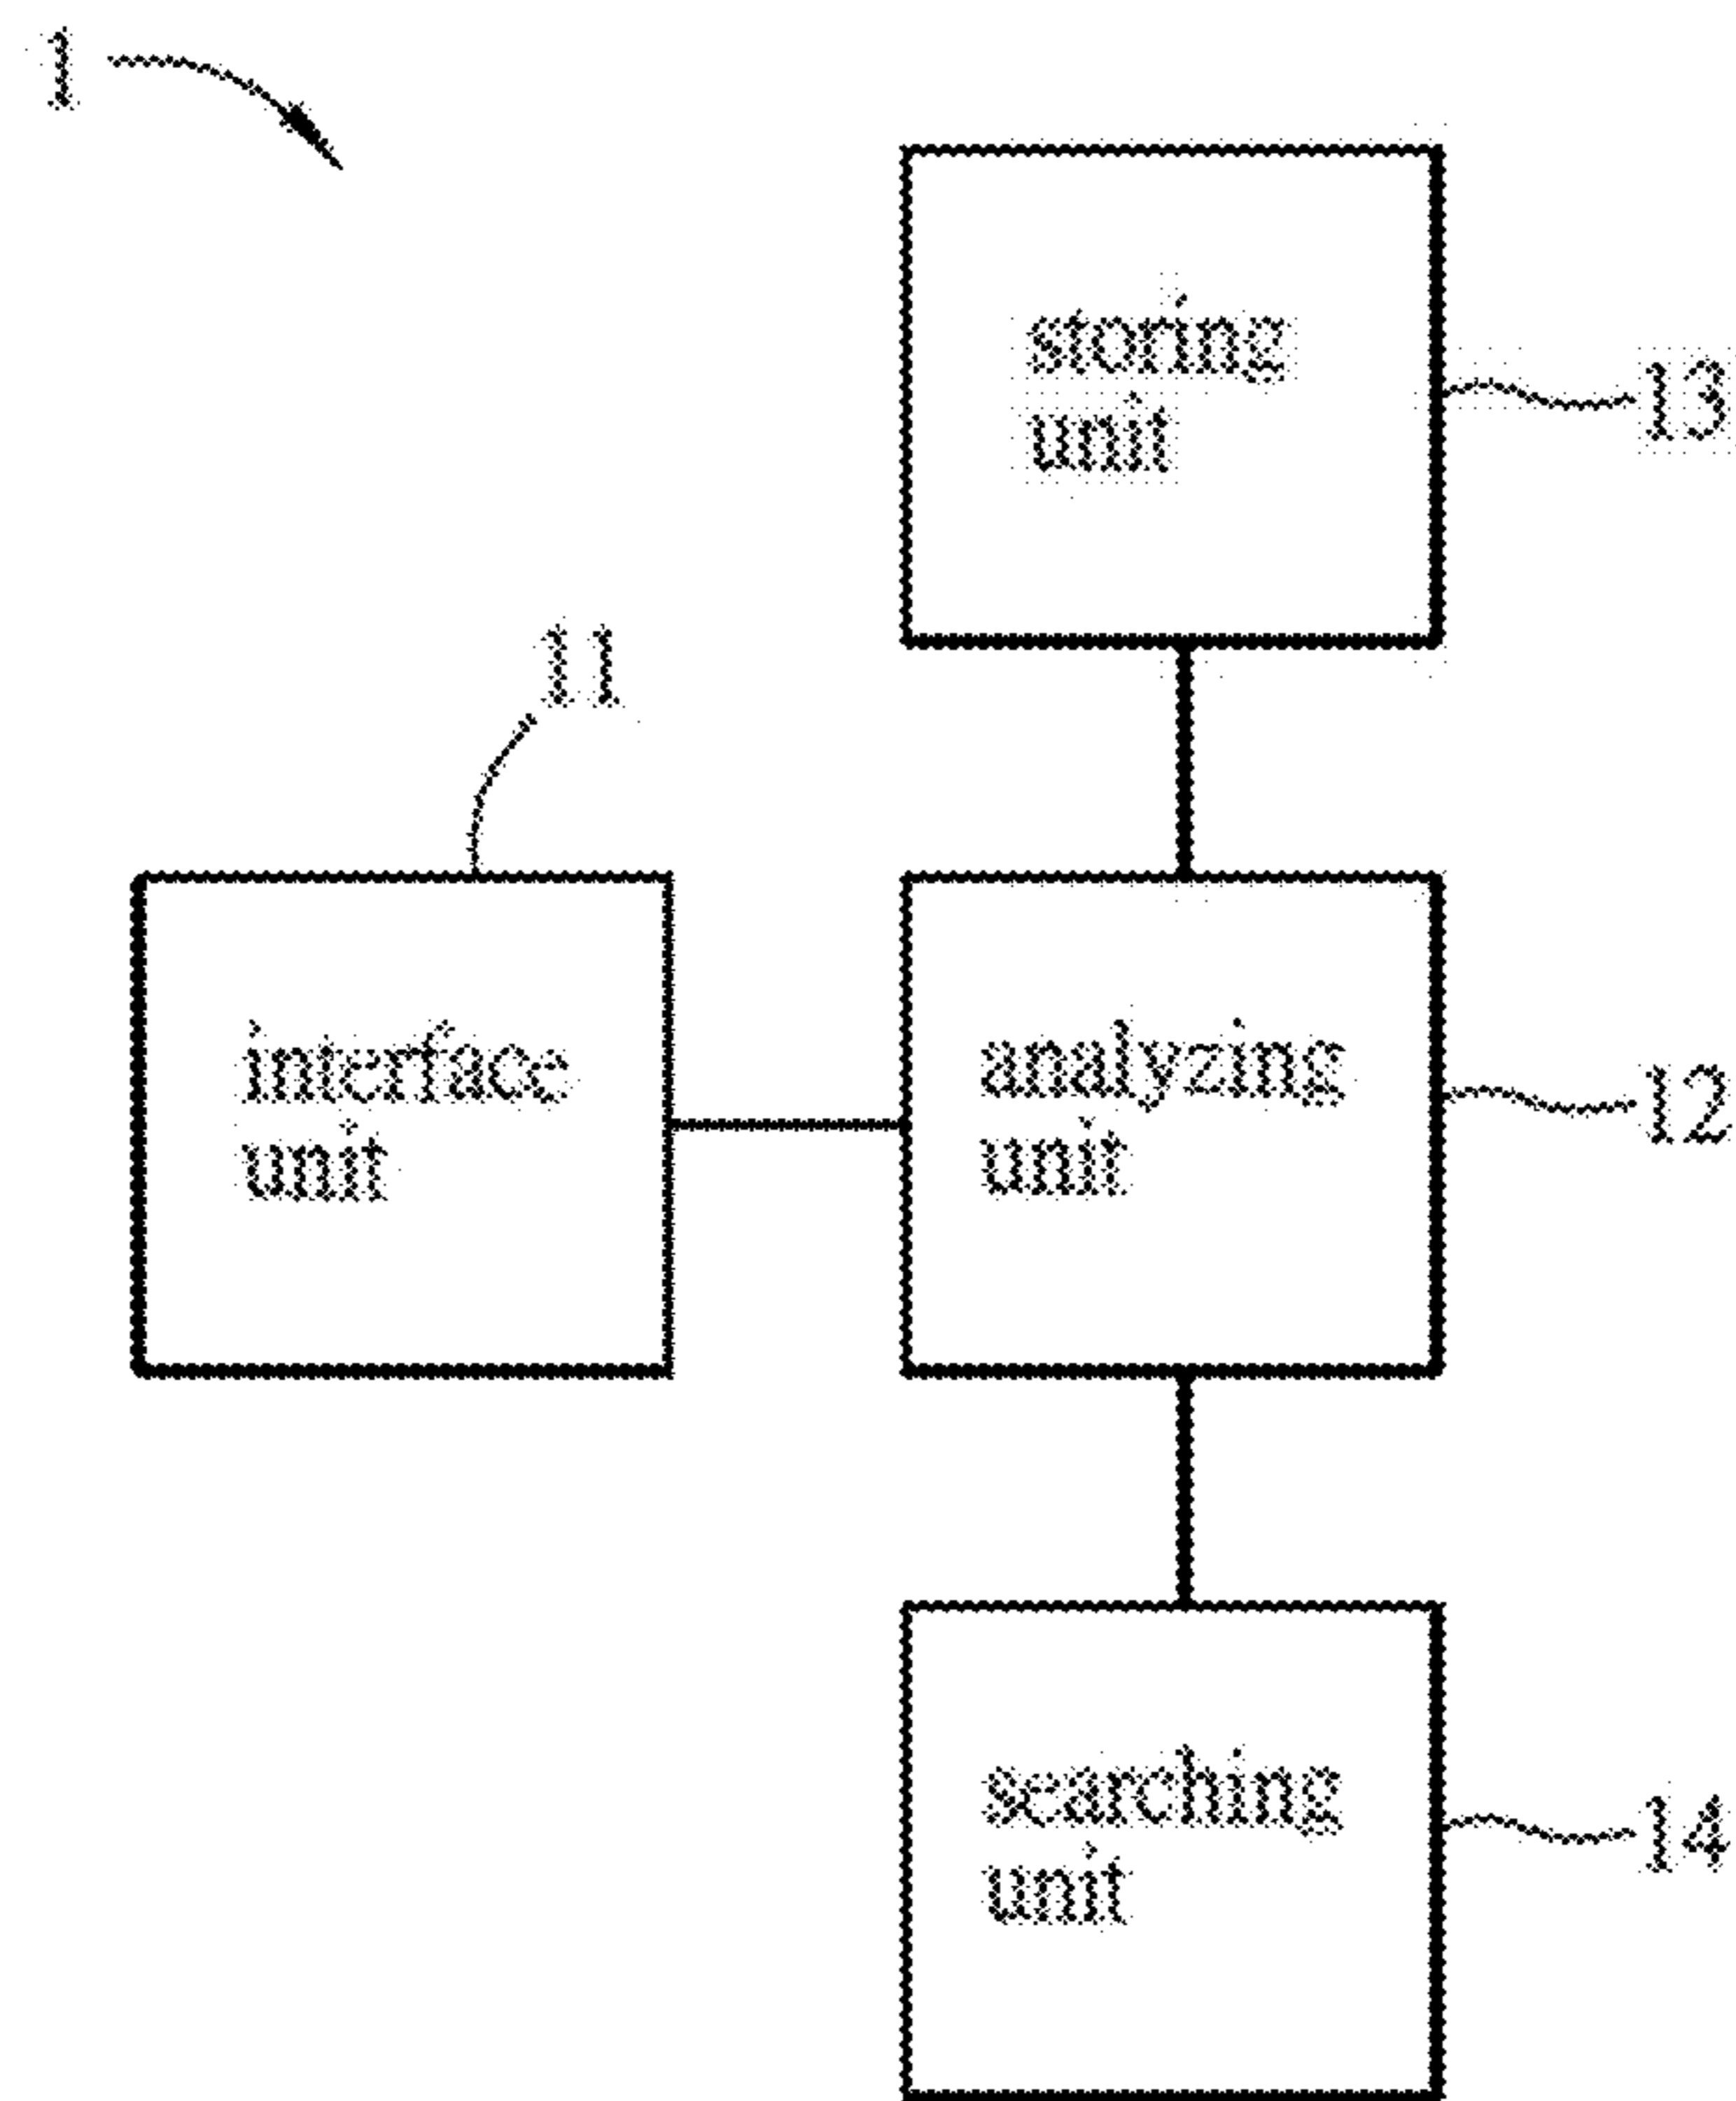 1
storing
unit
13
11
interface
unit
analyzing
unit
12
searching
unit
14